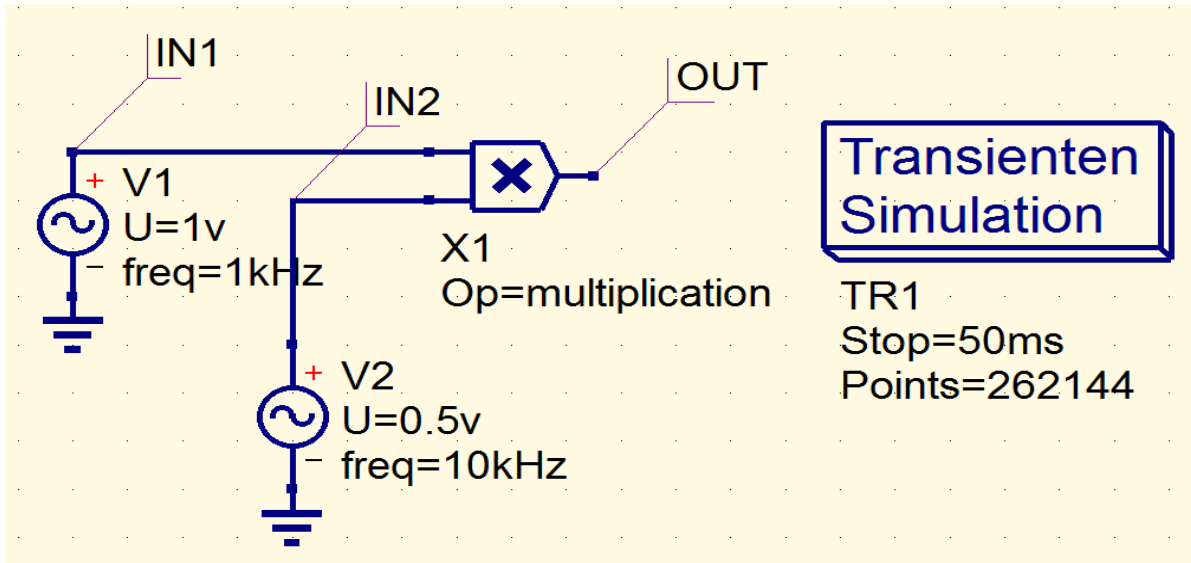 IN1
IN2
OUT
+
V1
U=1v
freq=1kHz
−
X1
Op=multiplication
+
V2
U=0.5v
freq=10kHz
−
Transienten
Simulation
TR1
Stop=50ms
Points=262144